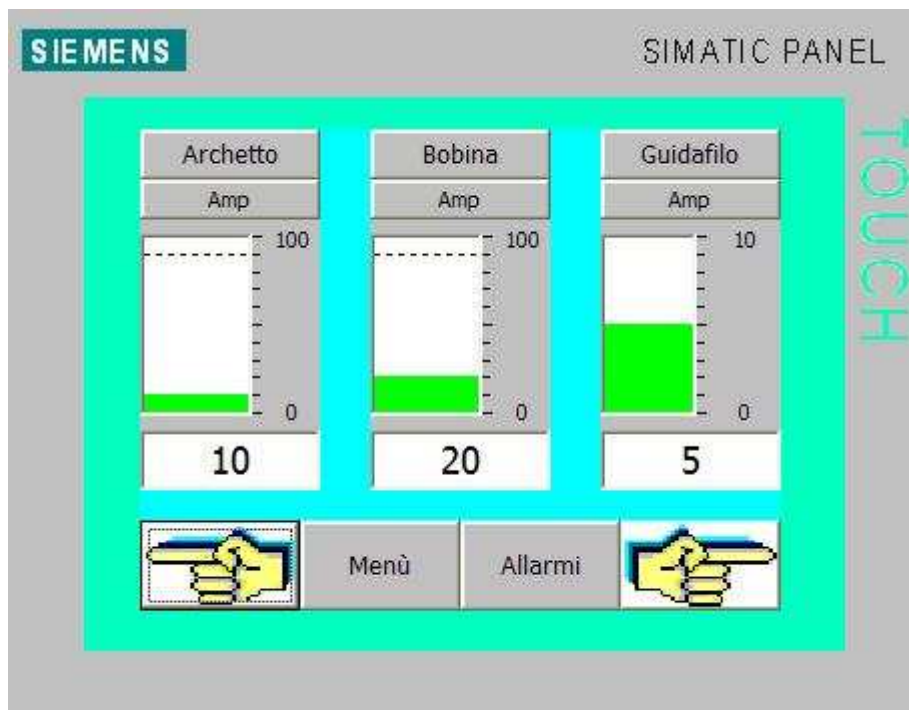 SIEMENS
SIMATIC PANEL
TOUCH
Archetto
Bobina
Guidafilo
Amp
Amp
Amp
100
100
10
0
0
0
10
20
5
Menù
Allarmi